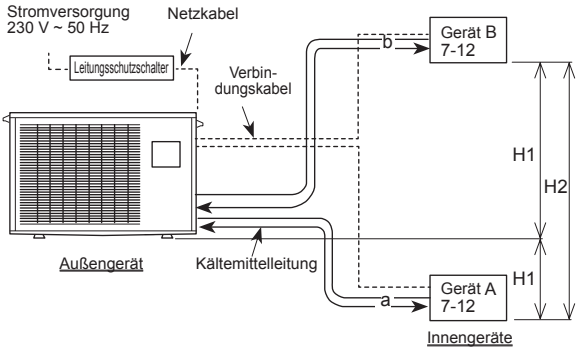 Stromversorgung
230 V ~ 50 Hz
Netzkabel
Leitungsschutzschalter
Verbin-
dungskabel
b
Gerät B
7-12
H1
H2
H1
Außengerät
Kältemittelleitung
a
Gerät A
7-12
Innengeräte